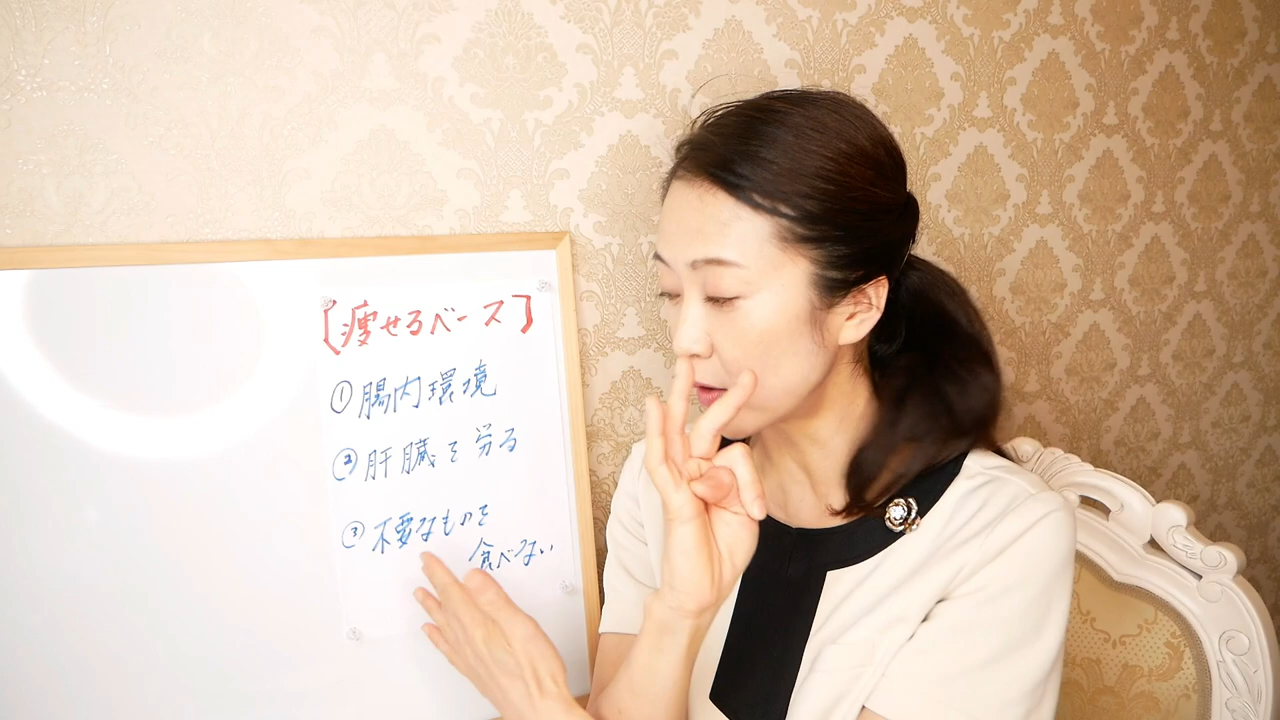 [痩せるベース]
①腸内環境
②肝臓を労る
③不要なものを
食べない